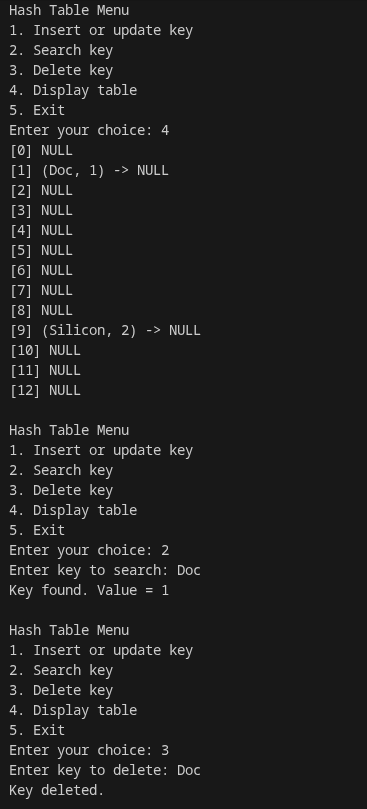 Hash Table Menu
1. Insert or update key
2. Search key
3. Delete key
4. Display table
5. Exit
Enter your choice: 4
[0] NULL
[1] (Doc, 1) -> NULL
[2] NULL
[3] NULL
[4] NULL
[5] NULL
[6] NULL
[7] NULL
[8] NULL
[9] (Silicon, 2) -> NULL
[10] NULL
[11] NULL
[12] NULL

Hash Table Menu
1. Insert or update key
2. Search key
3. Delete key
4. Display table
5. Exit
Enter your choice: 2
Enter key to search: Doc
Key found. Value = 1

Hash Table Menu
1. Insert or update key
2. Search key
3. Delete key
4. Display table
5. Exit
Enter your choice: 3
Enter key to delete: Doc
Key deleted.